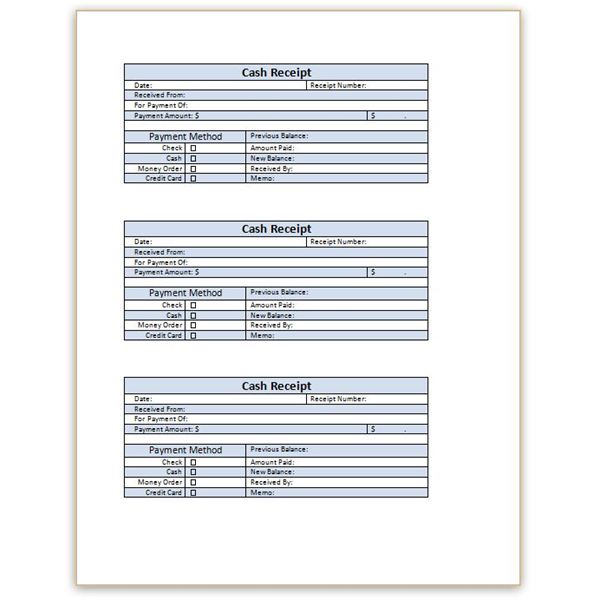 Cash Receipt
Date: Receipt Number:
Received From:
For Payment Of:
Payment Amount: $ $ .
Payment Method Previous Balance:
Check Amount Paid:
Cash New Balance:
Money Order Received By:
Credit Card Memo:
Cash Receipt
Date: Receipt Number:
Received From:
For Payment Of:
Payment Amount: $ $ .
Payment Method Previous Balance:
Check Amount Paid:
Cash New Balance:
Money Order Received By:
Credit Card Memo:
Cash Receipt
Date: Receipt Number:
Received From:
For Payment Of:
Payment Amount: $ $ .
Payment Method Previous Balance:
Check Amount Paid:
Cash New Balance:
Money Order Received By:
Credit Card Memo: